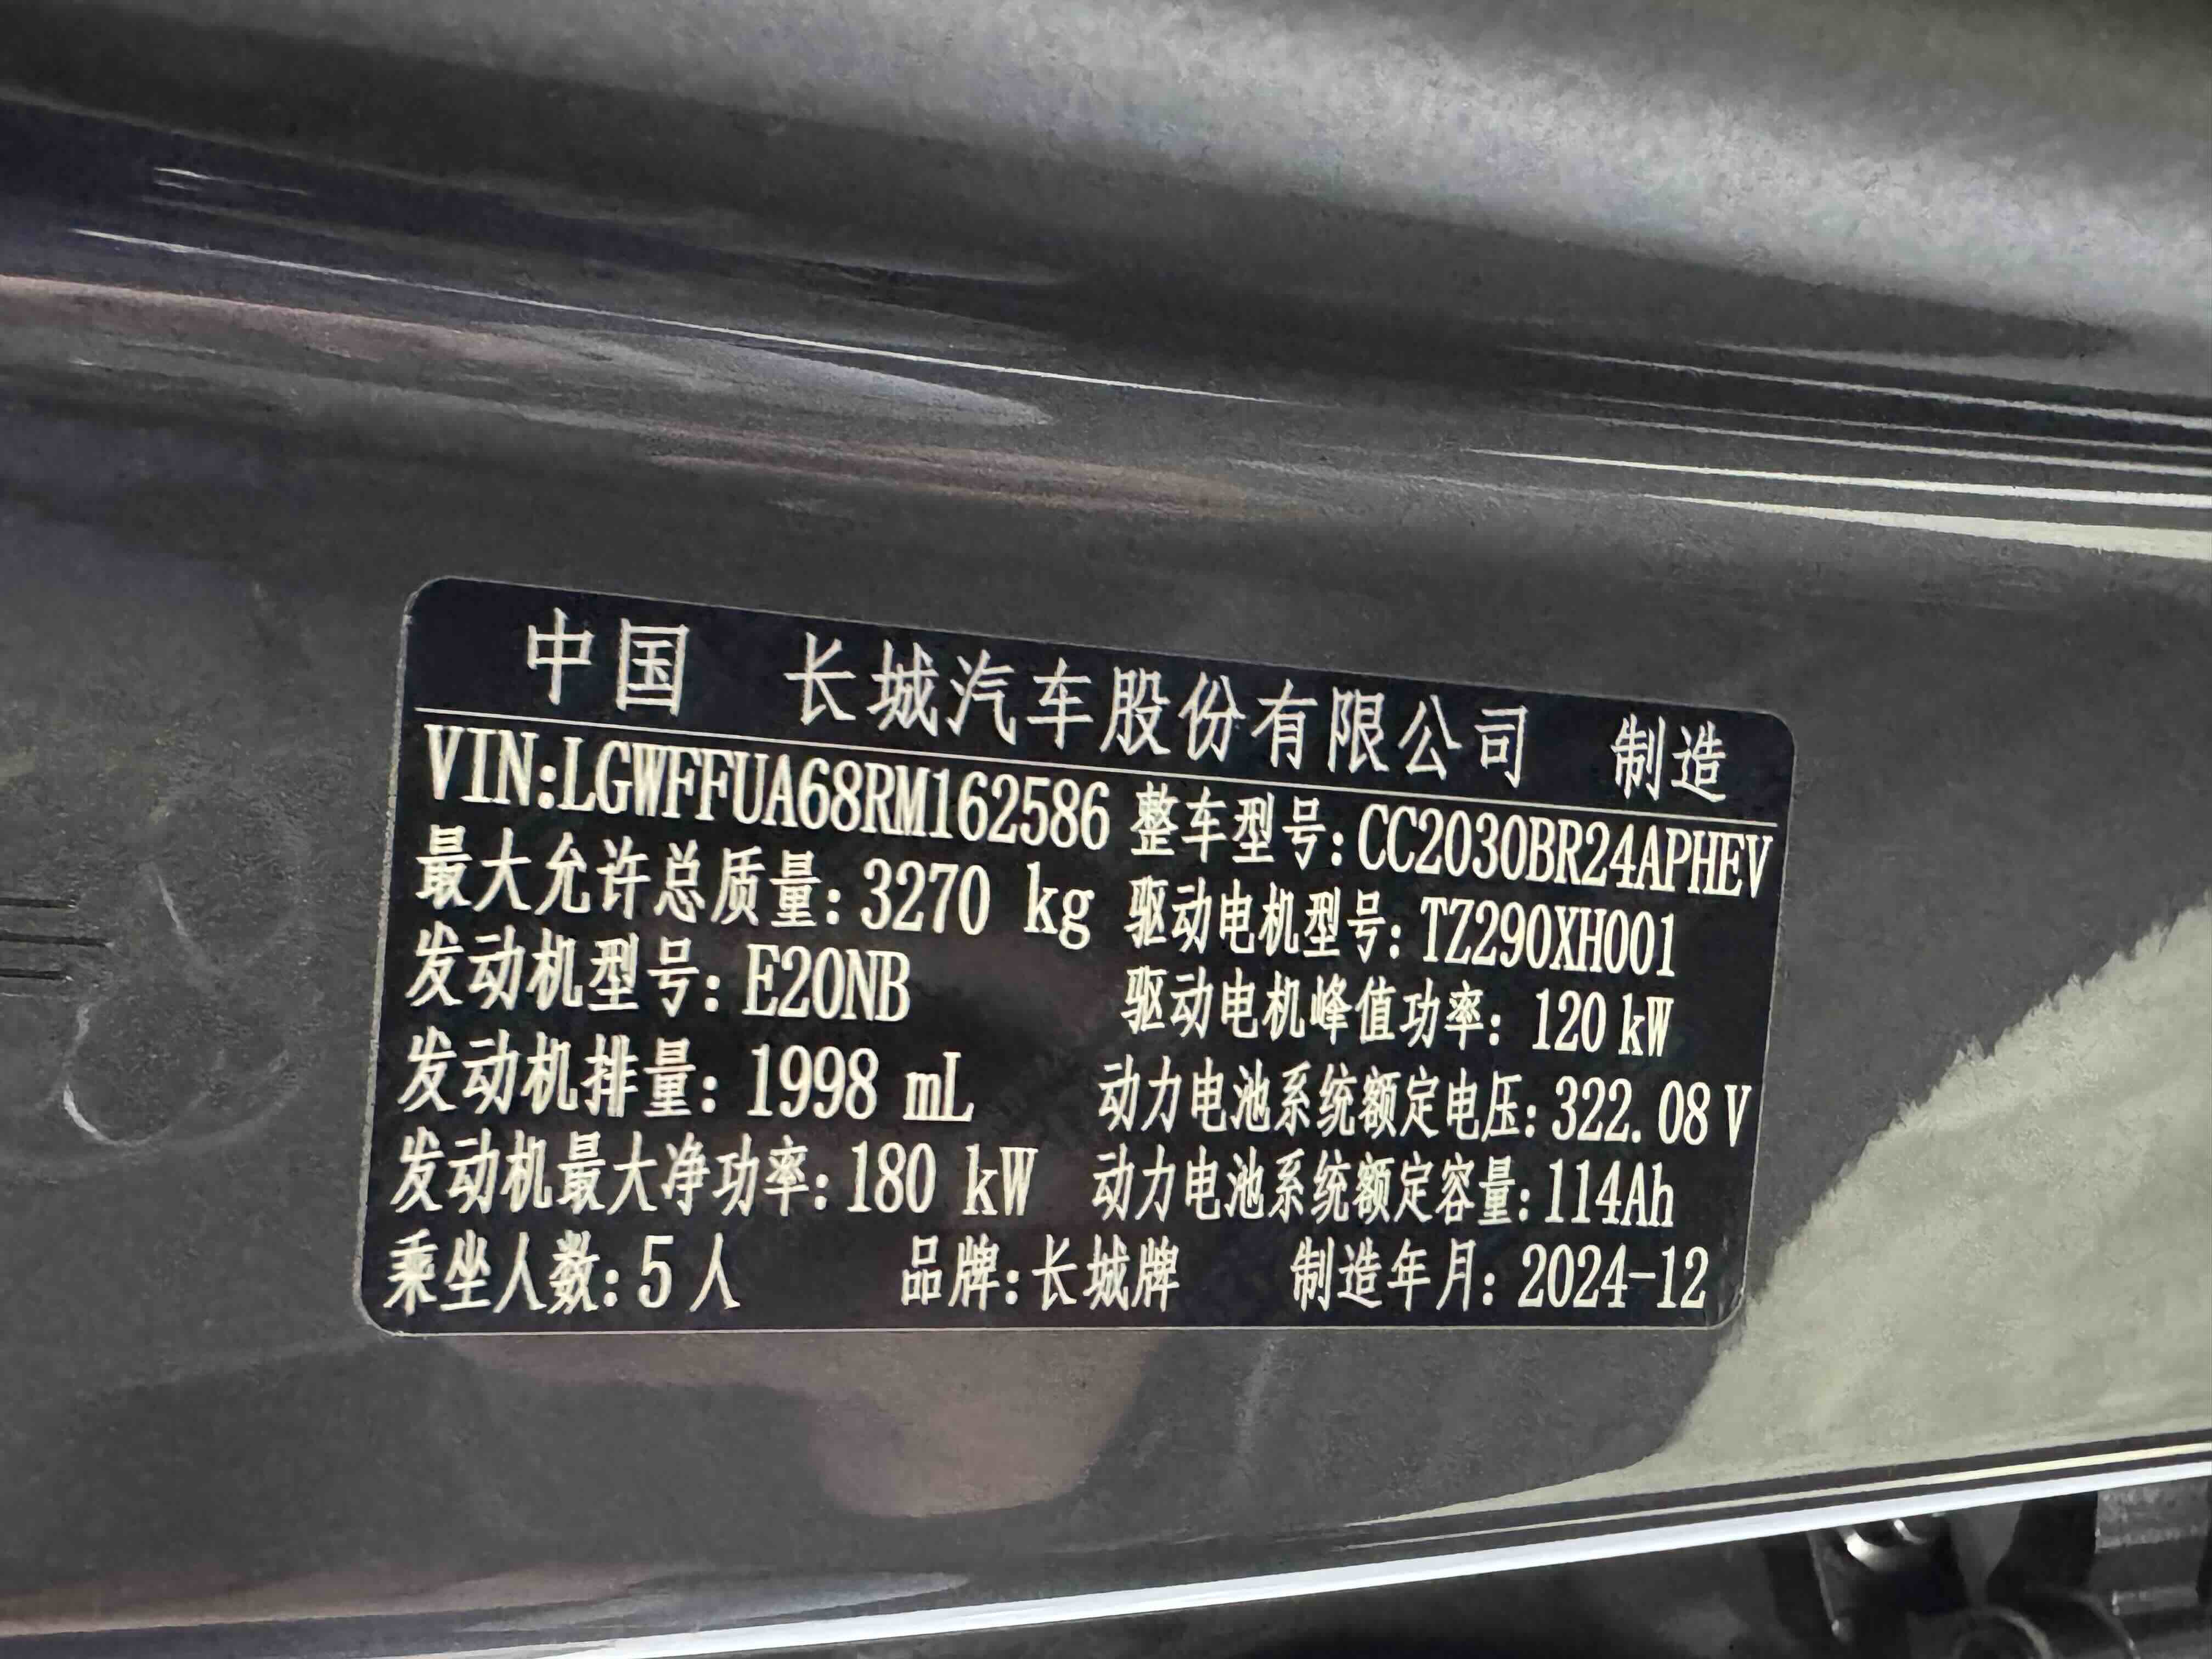 中国 长城汽车股份有限公司 制造
VIN:LGWFFUA68RM162586 整车型号:CC2030BR24APHEV
最大允许总质量:3270 kg 驱动电机型号:TZ290XH001
发动机型号:E20NB 驱动电机峰值功率:120 kW
发动机排量:1998 mL 动力电池系统额定电压:322.08 V
发动机最大净功率:180 kW 动力电池系统额定容量:114Ah
乘坐人数:5人 品牌:长城牌 制造年月:2024-12